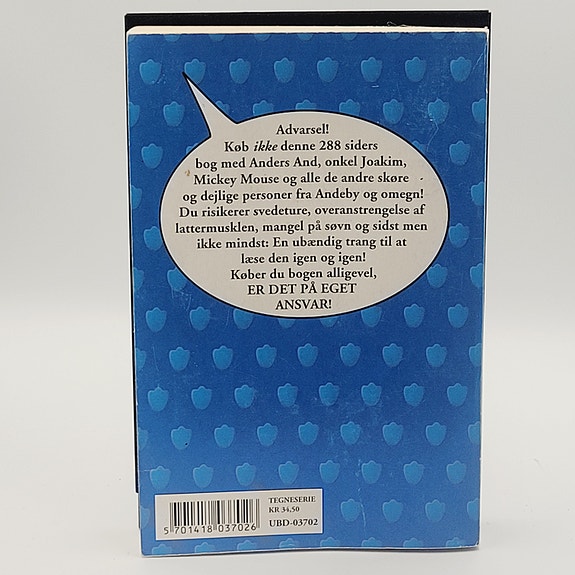 Advarsel!
Køb ikke denne 288 siders
bog med Anders And, onkel Joakim,
Mickey Mouse og alle de andre skøre
og dejlige personer fra Andeby og omegn!
Du risikerer svedeture, overanstrengelse af
lattermusklen, mangel på søvn og sidst men
ikke mindst: En ubændig trang til at
læse den igen og igen!
Køber du bogen alligevel,
ER DET PÅ EGET
ANSVAR!
TEGNESERIE
KR 34,50
UBD-03702
5 701418 037026